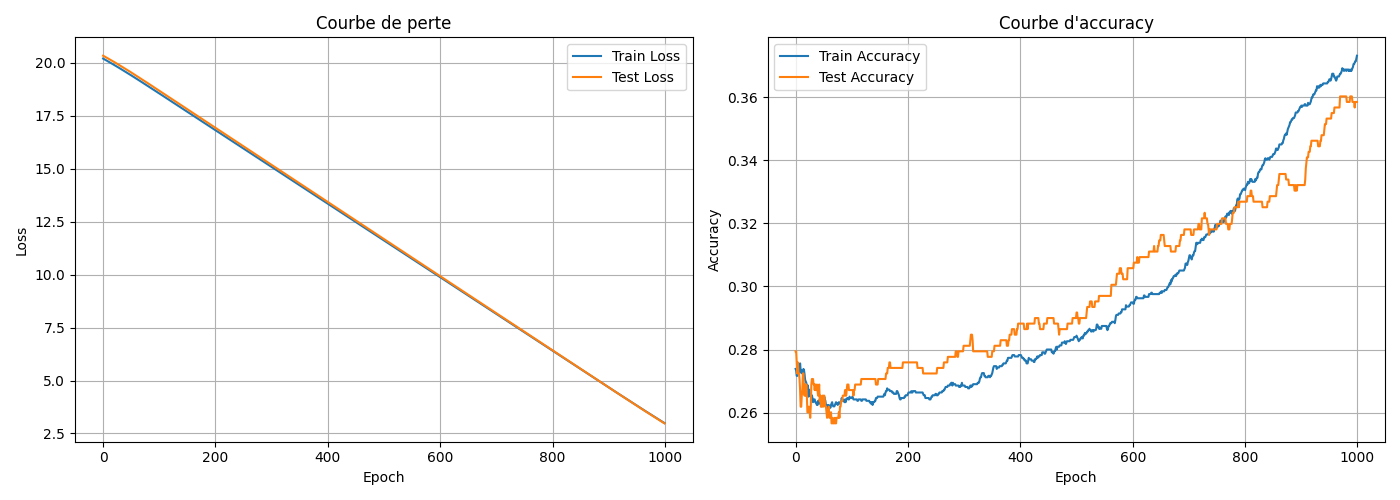 Courbe de perte
Train Loss
Test Loss
20.0
17.5
15.0
12.5
10.0
7.5
5.0
2.5
Loss
0 200 400 600 800 1000
Epoch
Courbe d'accuracy
Train Accuracy
Test Accuracy
0.36
0.34
0.32
0.30
0.28
0.26
Accuracy
0 200 400 600 800 1000
Epoch